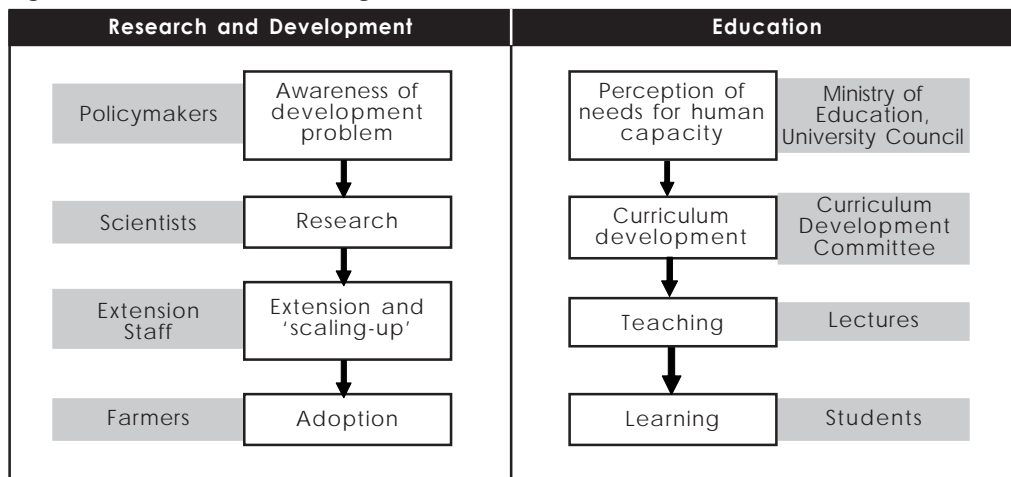 Research and Development
Education
Policymakers
Awareness of
development
problem
Scientists
Research
Extension
Staff
Extension and
‘scaling-up’
Farmers
Adoption
Perception of
needs for human
capacity
Ministry of
Education,
University Council
Curriculum
development
Curriculum
Development
Committee
Teaching
Lectures
Learning
Students